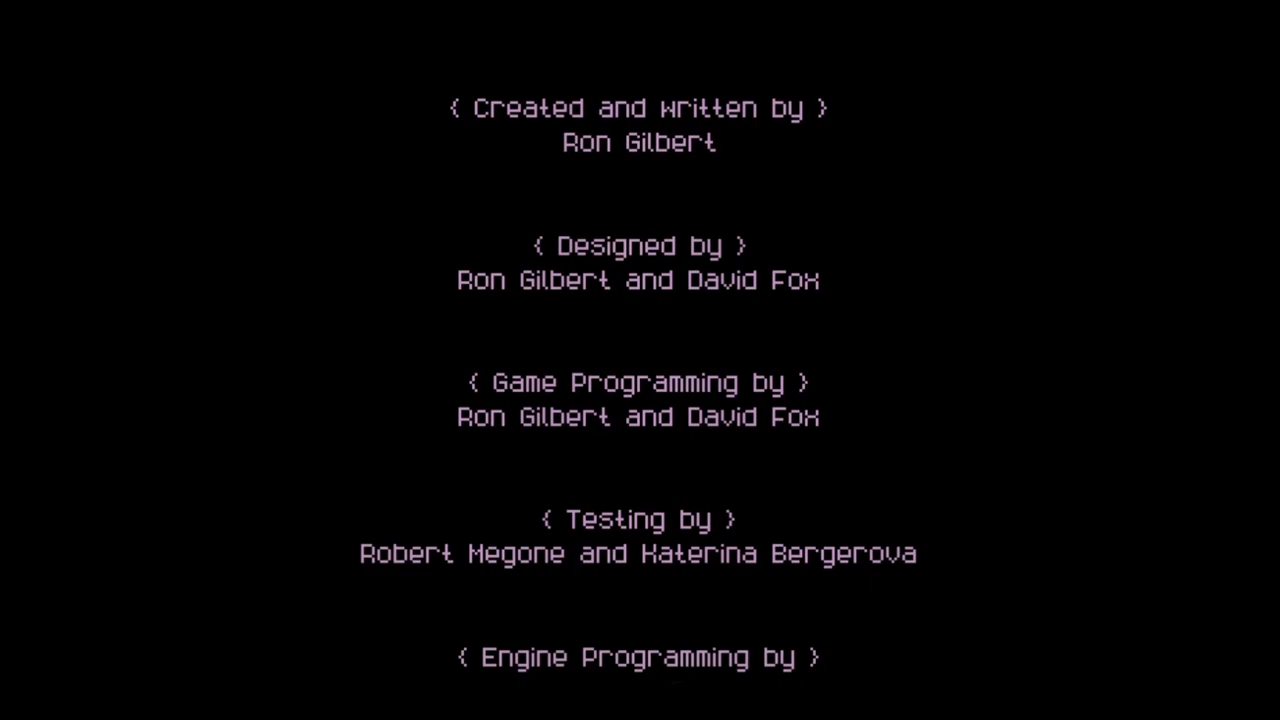 { Created and written by }
Ron Gilbert
{ Designed by }
Ron Gilbert and David Fox
{ Game Programming by }
Ron Gilbert and David Fox
{ Testing by }
Robert Megone and Katerina Bergerova
{ Engine Programming by }